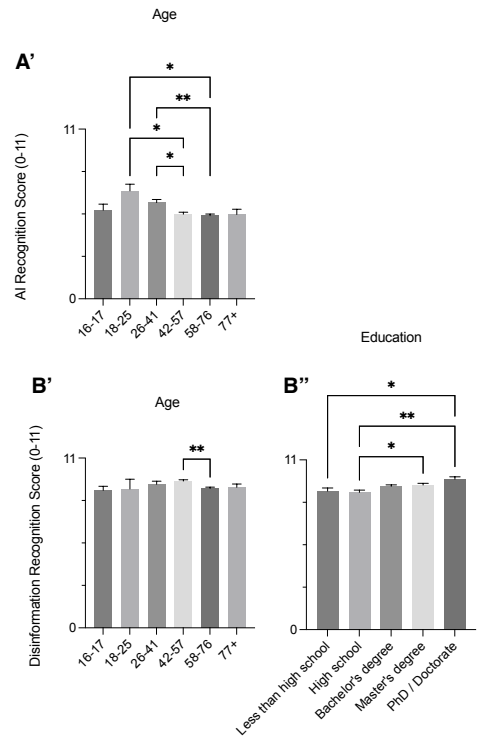 Age
A’
*
**
*
*
AI Recognition Score (0-11)
11
0
16-17
18-25
26-41
42-57
58-76
77+
B’
Age
**
Disinformation Recognition Score (0-11)
11
0
16-17
18-25
26-41
42-57
58-76
77+
Education
B’’
*
**
*
11
0
Less than high school
High school
Bachelor's degree
Master's degree
PhD / Doctorate